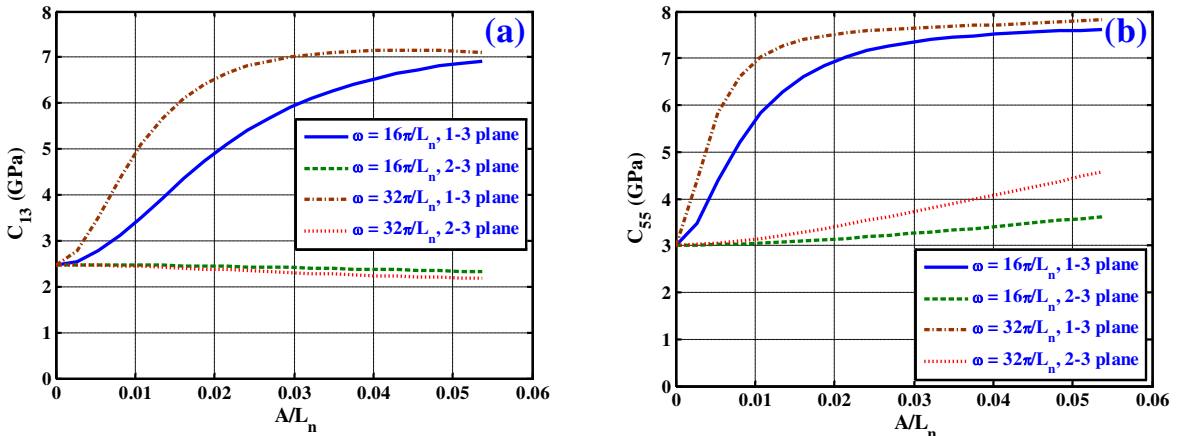 (a)
8
7
6
5
4
3
2
1
0
C13 (GPa)
0
0.01
0.02
0.03
0.04
0.05
0.06
A/Ln
ω = 16π/Ln, 1-3 plane
ω = 16π/Ln, 2-3 plane
ω = 32π/Ln, 1-3 plane
ω = 32π/Ln, 2-3 plane
(b)
8
7
6
5
4
3
2
1
0
C55 (GPa)
0
0.01
0.02
0.03
0.04
0.05
0.06
A/Ln
ω = 16π/Ln, 1-3 plane
ω = 16π/Ln, 2-3 plane
ω = 32π/Ln, 1-3 plane
ω = 32π/Ln, 2-3 plane